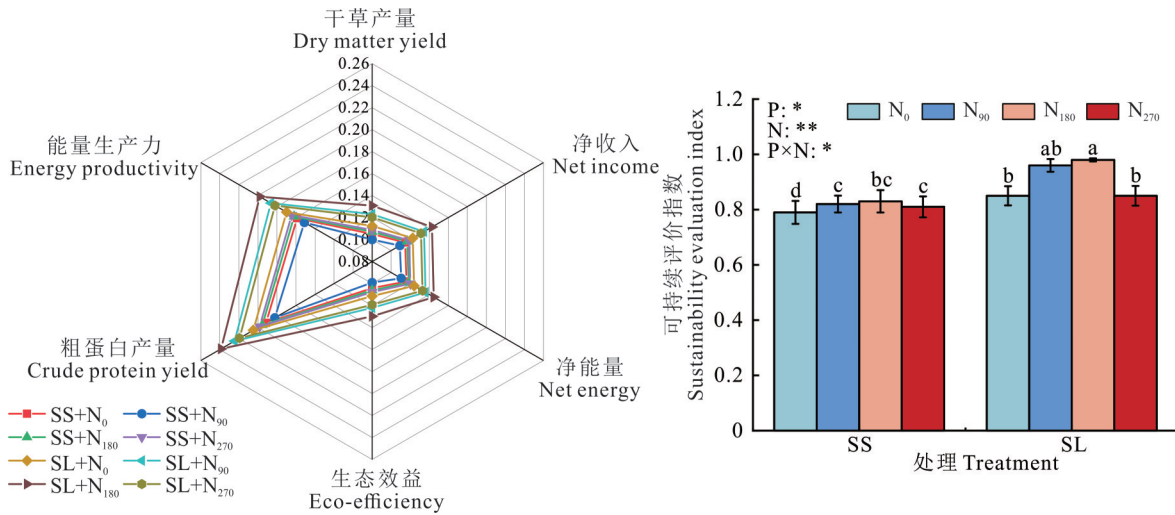 干草产量
Dry matter yield
0.26
0.24
0.22
0.20
0.18
0.16
0.14
0.12
0.10
0.08
净收入
Net income
净能量
Net energy
生态效益
Eco-efficiency
粗蛋白产量
Crude protein yield
能量生产力
Energy productivity
SS+N₀ SS+N₉₀
SS+N₁₈₀ SS+N₂₇₀
SL+N₀ SL+N₉₀
SL+N₁₈₀ SL+N₂₇₀
可持续评价指数
Sustainability evaluation index
1.2
1.0
0.8
0.6
0.4
0.2
0
P: *
N: **
P×N: *
N₀ N₉₀ N₁₈₀ N₂₇₀
d c bc c b ab a b
SS SL
处理 Treatment